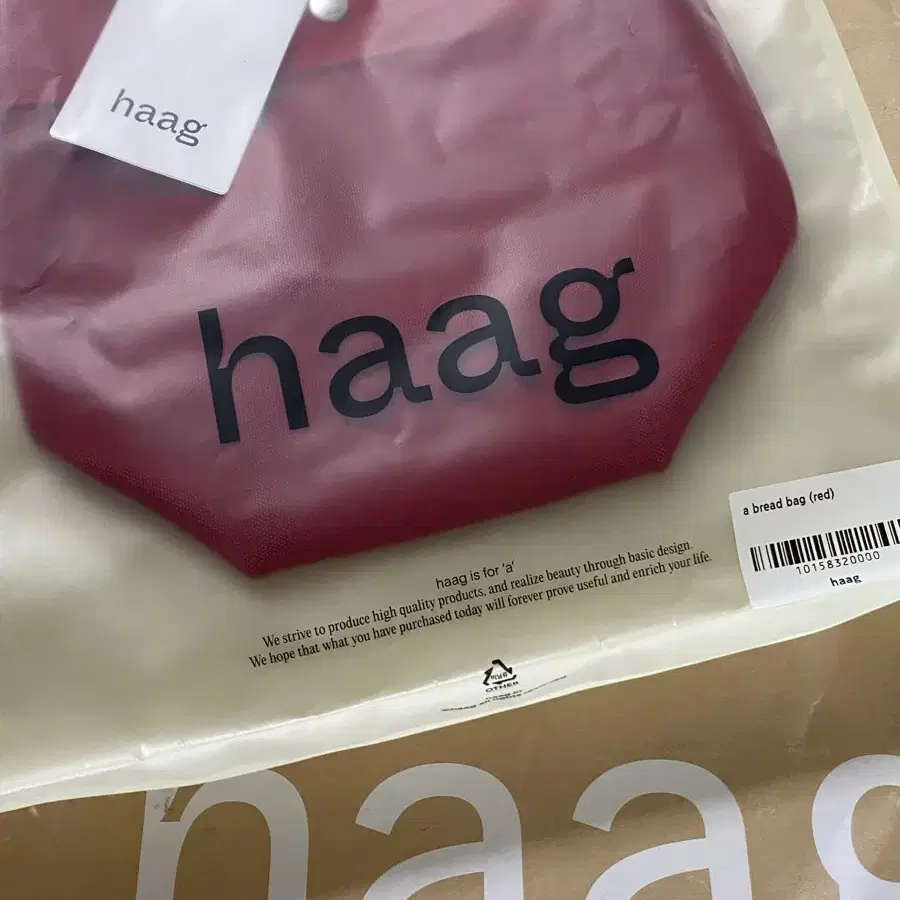 haag
haag
a bread bag (red)
10158320000
haag
haag is for 'a'
We strive to produce high quality products, and realize beauty through basic design.
We hope that what you have purchased today will forever prove useful and enrich your life.
OTHER
haag